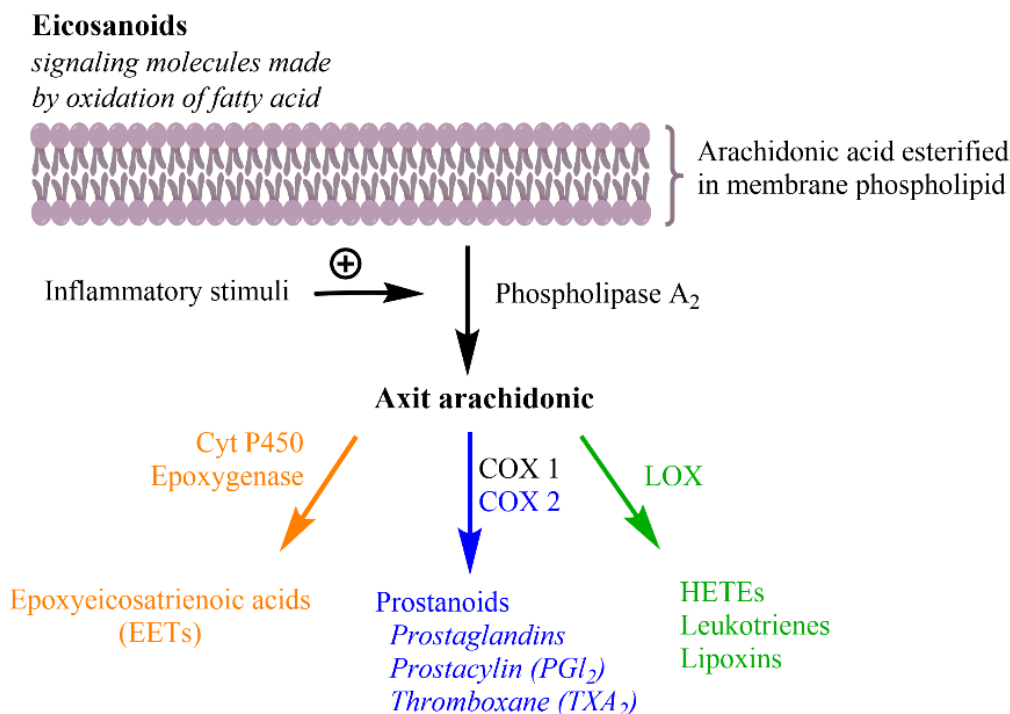 Eicosanoids
signaling molecules made
by oxidation of fatty acid
Arachidonic acid esterified
in membrane phospholipid
Inflammatory stimuli
Phospholipase A2
Axit arachidonic
Cyt P450
Epoxygenase
COX 1
COX 2
LOX
Epoxyeicosatrienoic acids
(EETs)
Prostanoids
Prostaglandins
Prostacylin (PGl2)
Thromboxane (TXA2)
HETEs
Leukotrienes
Lipoxins